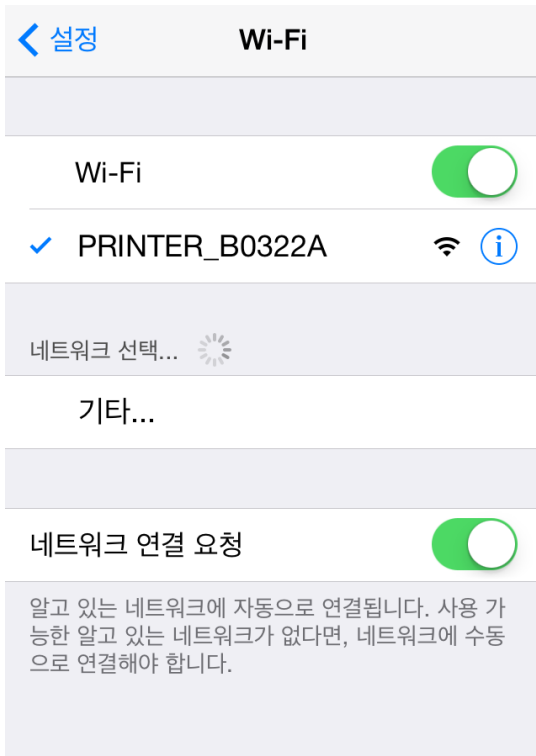 설정
Wi-Fi
Wi-Fi
PRINTER_B0322A
네트워크 선택...
기타...
네트워크 연결 요청
알고 있는 네트워크에 자동으로 연결됩니다. 사용 가
능한 알고 있는 네트워크가 없다면, 네트워크에 수동
으로 연결해야 합니다.